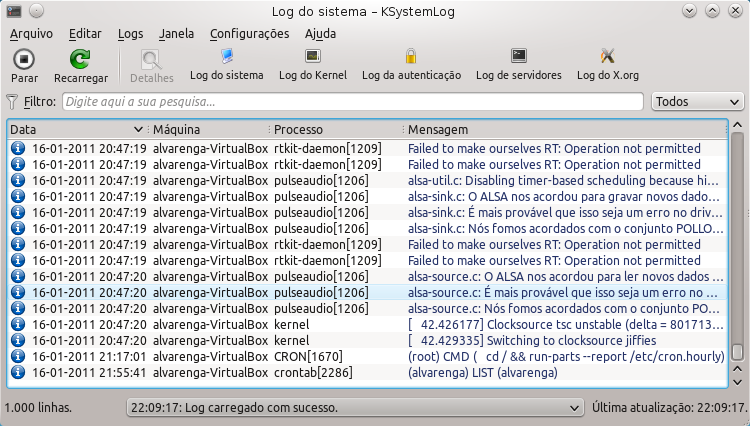 Log do sistema – KSystemLog
Arquivo Editar Logs Janela Configurações Ajuda
Parar Recarregar Detalhes Log do sistema Log do Kernel Log da autenticação Log de servidores Log do X.org
Filtro: Digite aqui a sua pesquisa... Todos
Data Máquina Processo Mensagem
16-01-2011 20:47:19 alvarenga-VirtualBox rtkit-daemon[1209] Failed to make ourselves RT: Operation not permitted
16-01-2011 20:47:19 alvarenga-VirtualBox rtkit-daemon[1209] Failed to make ourselves RT: Operation not permitted
16-01-2011 20:47:19 alvarenga-VirtualBox pulseaudio[1206] alsa-util.c: Disabling timer-based scheduling because hi...
16-01-2011 20:47:19 alvarenga-VirtualBox pulseaudio[1206] alsa-sink.c: O ALSA nos acordou para gravar novos dado...
16-01-2011 20:47:19 alvarenga-VirtualBox pulseaudio[1206] alsa-sink.c: É mais provável que isso seja um erro no driv...
16-01-2011 20:47:19 alvarenga-VirtualBox pulseaudio[1206] alsa-sink.c: Nós fomos acordados com o conjunto POLLO...
16-01-2011 20:47:19 alvarenga-VirtualBox rtkit-daemon[1209] Failed to make ourselves RT: Operation not permitted
16-01-2011 20:47:19 alvarenga-VirtualBox rtkit-daemon[1209] Failed to make ourselves RT: Operation not permitted
16-01-2011 20:47:20 alvarenga-VirtualBox pulseaudio[1206] alsa-source.c: O ALSA nos acordou para ler novos dados ...
16-01-2011 20:47:20 alvarenga-VirtualBox pulseaudio[1206] alsa-source.c: É mais provável que isso seja um erro no ...
16-01-2011 20:47:20 alvarenga-VirtualBox pulseaudio[1206] alsa-source.c: Nós fomos acordados com o conjunto PO...
16-01-2011 20:47:20 alvarenga-VirtualBox kernel [ 42.426177] Clocksource tsc unstable (delta = 801713...
16-01-2011 20:47:20 alvarenga-VirtualBox kernel [ 42.429335] Switching to clocksource jiffies
16-01-2011 21:17:01 alvarenga-VirtualBox CRON[1670] (root) CMD ( cd / && run-parts --report /etc/cron.hourly)
16-01-2011 21:55:41 alvarenga-VirtualBox crontab[2286] (alvarenga) LIST (alvarenga)
1.000 linhas. 22:09:17: Log carregado com sucesso. Última atualização: 22:09:17.